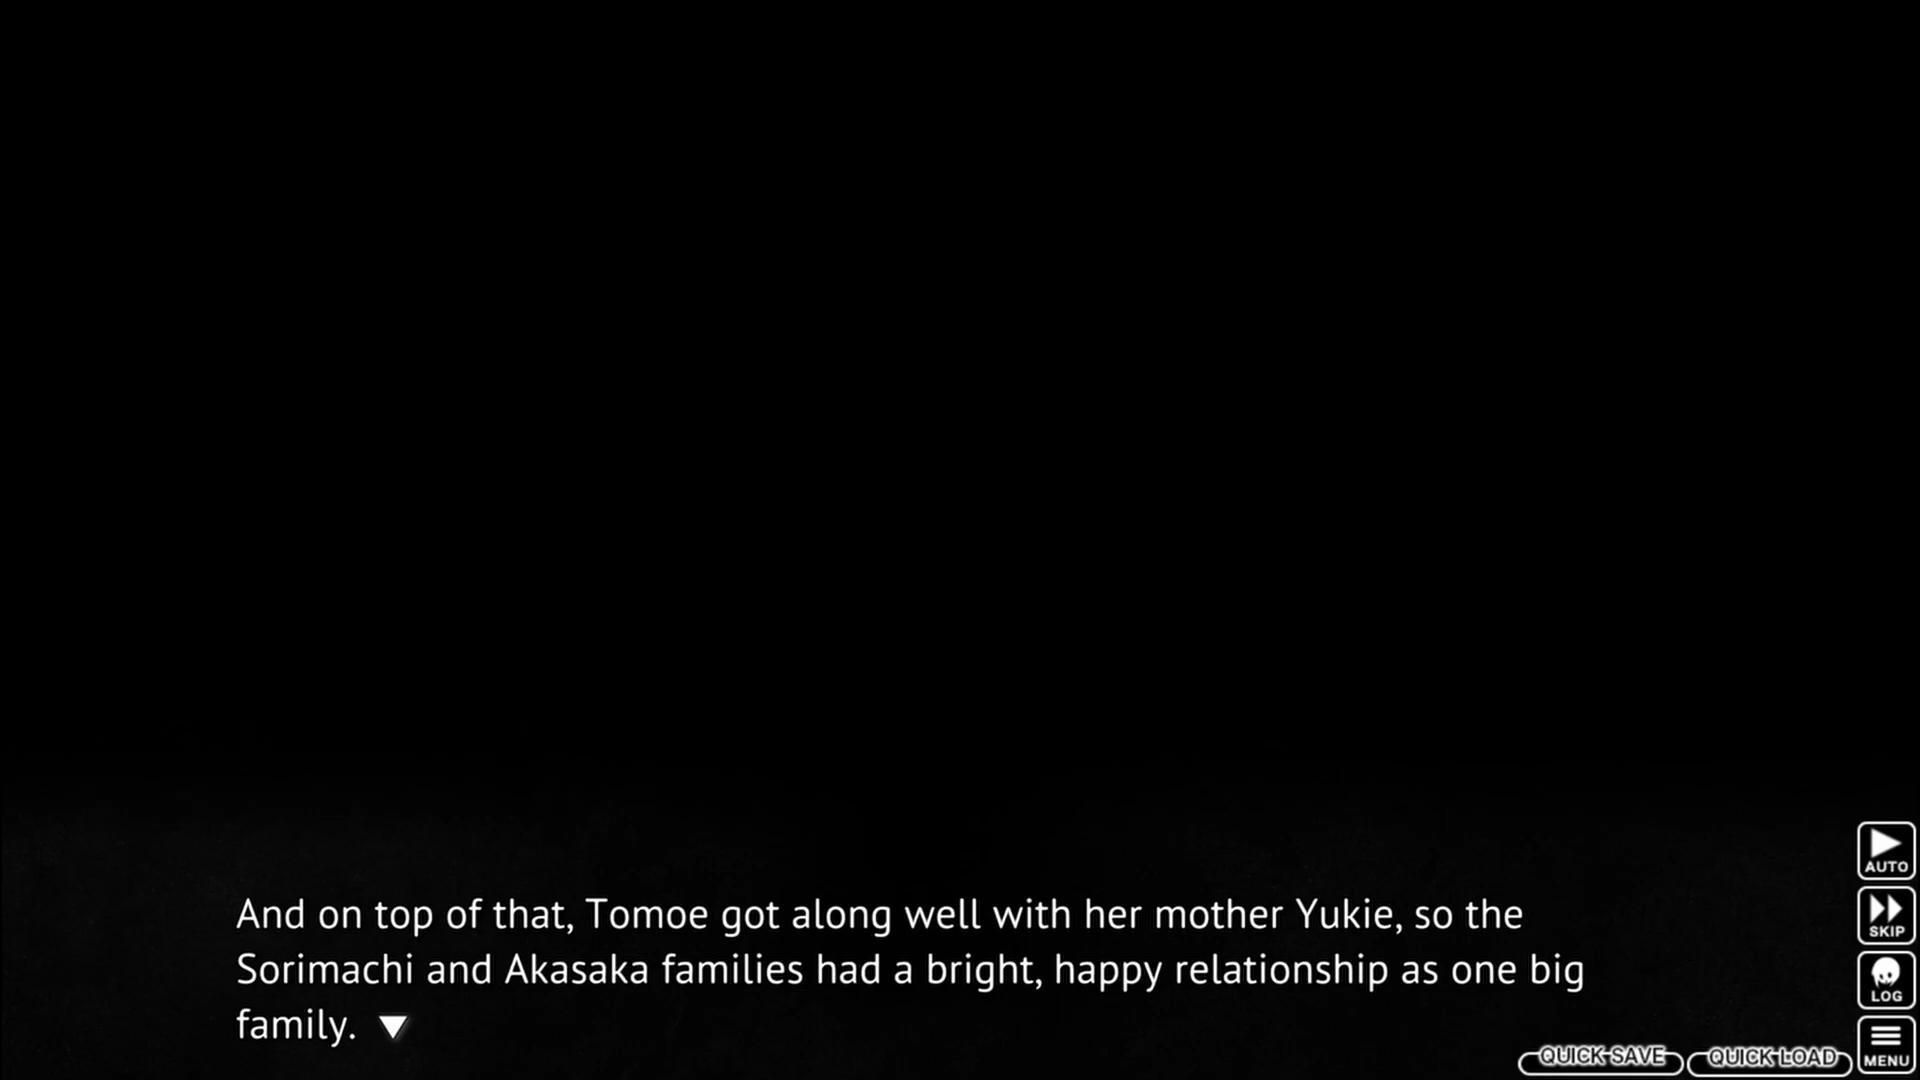 And on top of that, Tomoe got along well with her mother Yukie, so the
Sorimachi and Akasaka families had a bright, happy relationship as one big
family.
AUTO
SKIP
LOG
MENU
QUICK SAVE
QUICK LOAD